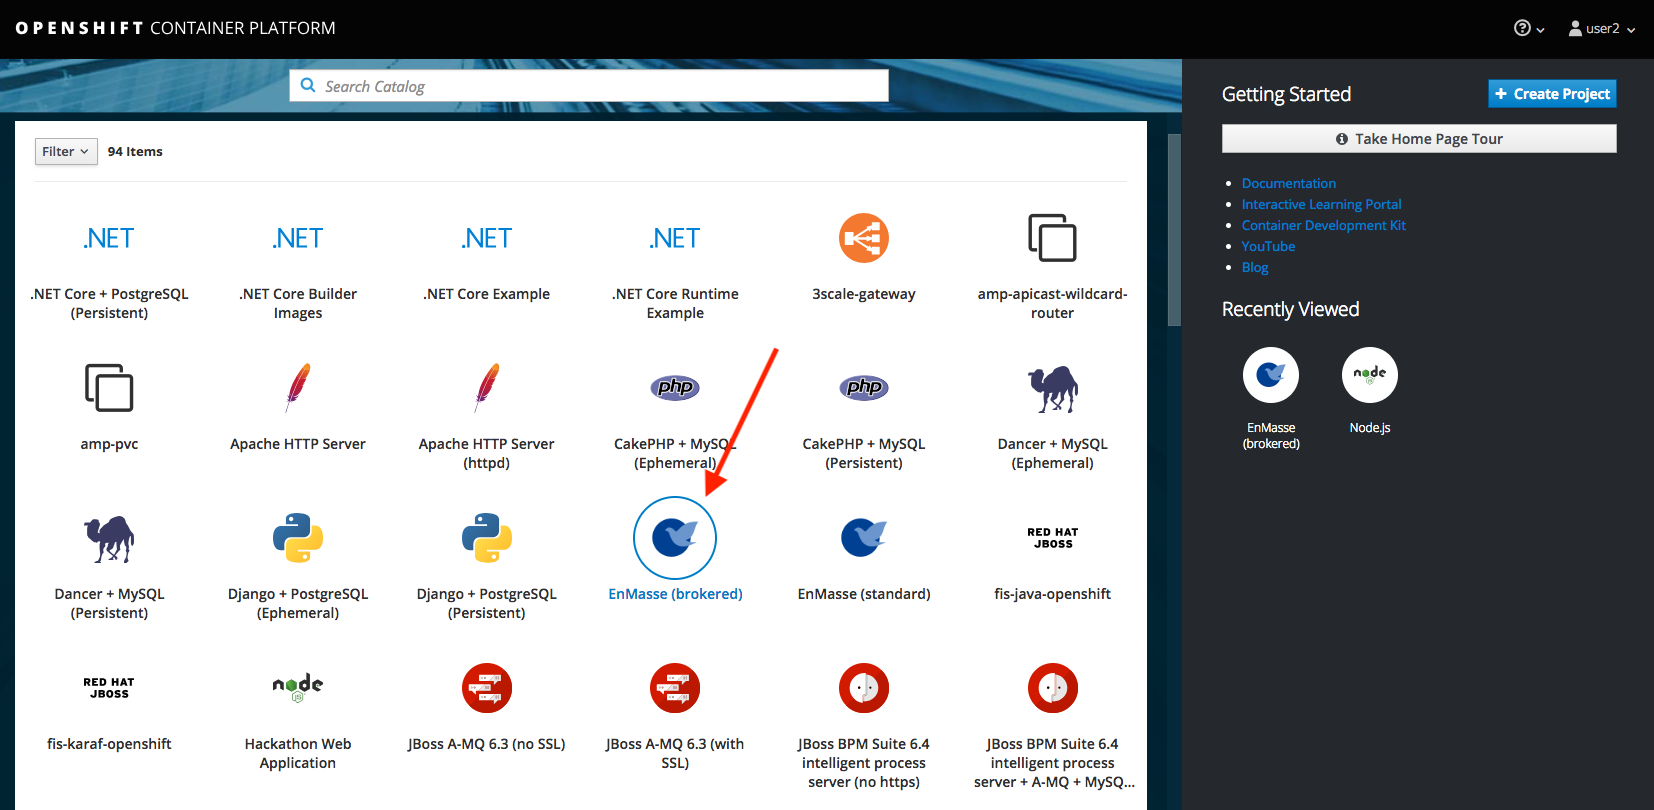 OPENSHIFT CONTAINER PLATFORM
user2
Search Catalog
Filter
94 Items
.NET
.NET
.NET
.NET
.NET Core + PostgreSQL
(Persistent)
.NET Core Builder
Images
.NET Core Example
.NET Core Runtime
Example
3scale-gateway
amp-apicast-wildcard-
router
php
php
amp-pvc
Apache HTTP Server
Apache HTTP Server
(httpd)
CakePHP + MySQL
(Ephemeral)
CakePHP + MySQL
(Persistent)
Dancer + MySQL
(Ephemeral)
RED HAT
JBOSS
Dancer + MySQL
(Persistent)
Django + PostgreSQL
(Ephemeral)
Django + PostgreSQL
(Persistent)
EnMasse (brokered)
EnMasse (standard)
fis-java-openshift
RED HAT
JBOSS
node
JS
fis-karaf-openshift
Hackathon Web
Application
JBoss A-MQ 6.3 (no SSL)
JBoss A-MQ 6.3 (with
SSL)
JBoss BPM Suite 6.4
intelligent process
server (no https)
JBoss BPM Suite 6.4
intelligent process
server + A-MQ + MySQ...
Getting Started
+ Create Project
Take Home Page Tour
Documentation
Interactive Learning Portal
Container Development Kit
YouTube
Blog
Recently Viewed
node
JS
EnMasse
(brokered)
Node.js